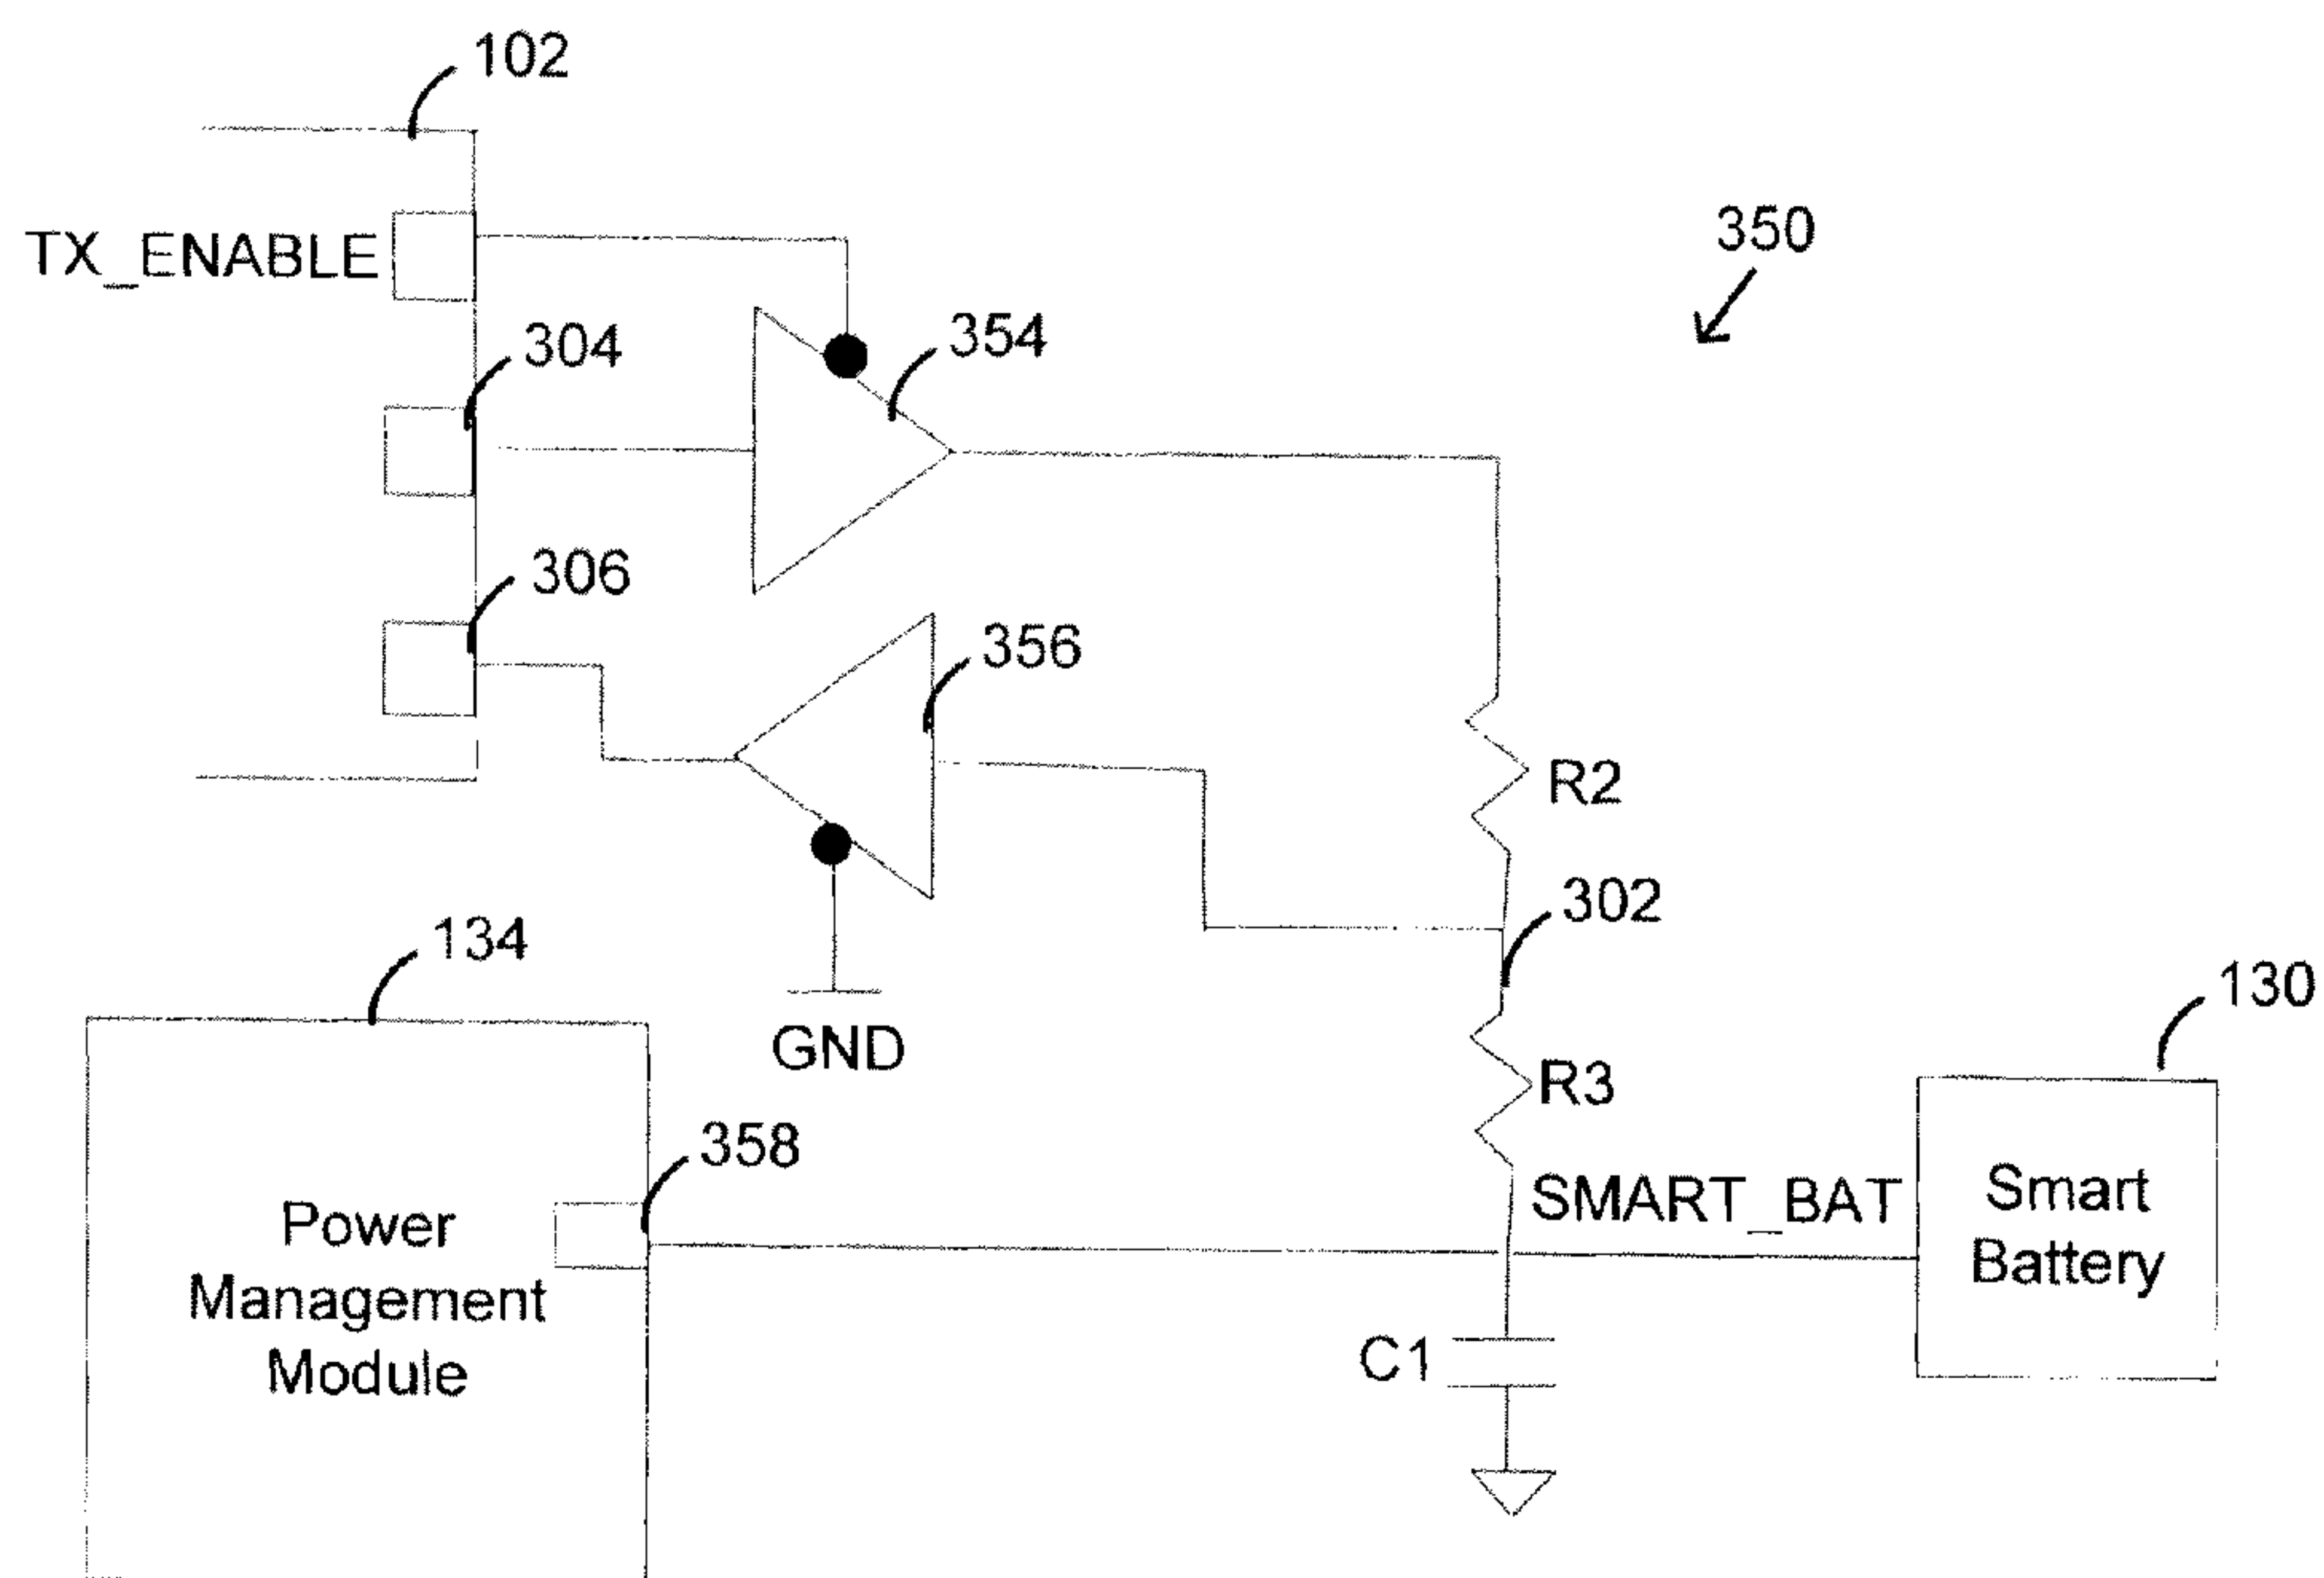 102
TX_ENABLE
350
304
354
306
356
R2
302
134
130
GND
R3
358
SMART_BAT
Smart
Battery
Power
Management
Module
C1